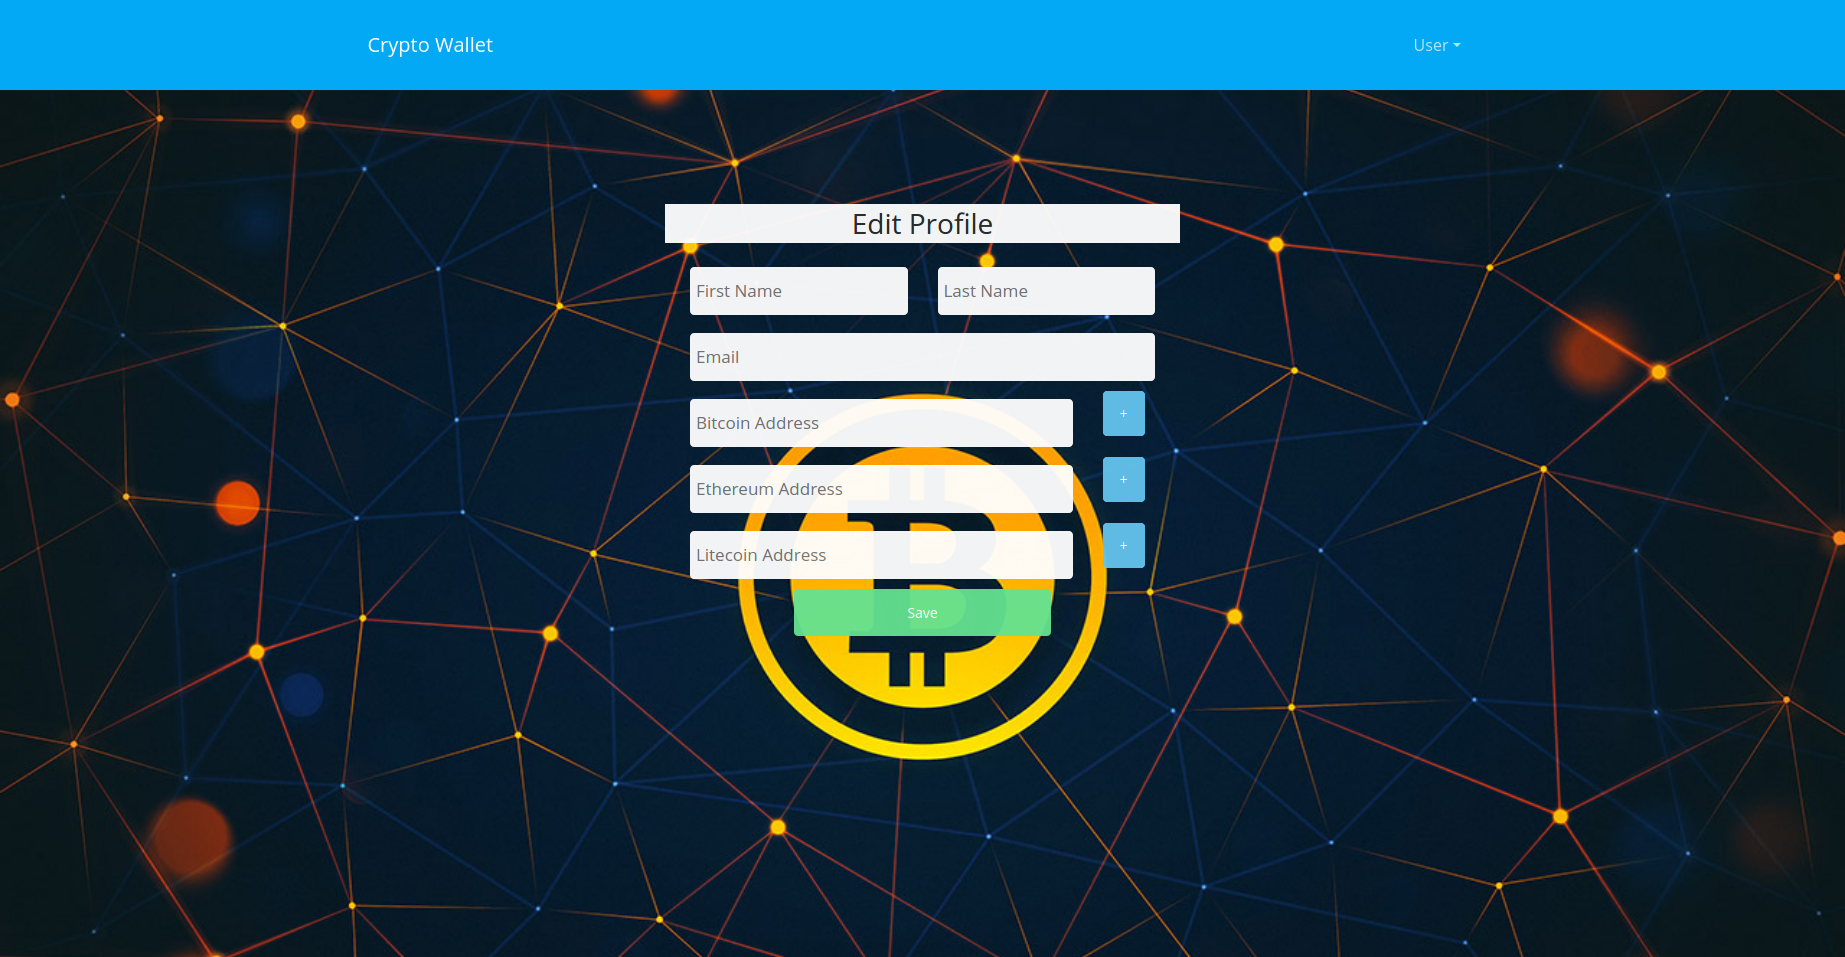 Crypto Wallet
User
Edit Profile
First Name
Last Name
Email
Bitcoin Address
+
Ethereum Address
+
Litecoin Address
+
Save